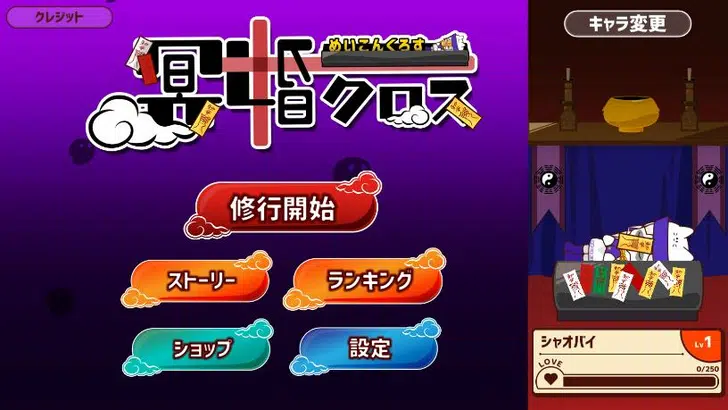 クレジット
めいこんくろす
冥婚クロス
修行開始
ストーリー
ランキング
ショップ
設定
キャラ変更
シャオバイ
Lv1
LOVE
0/250